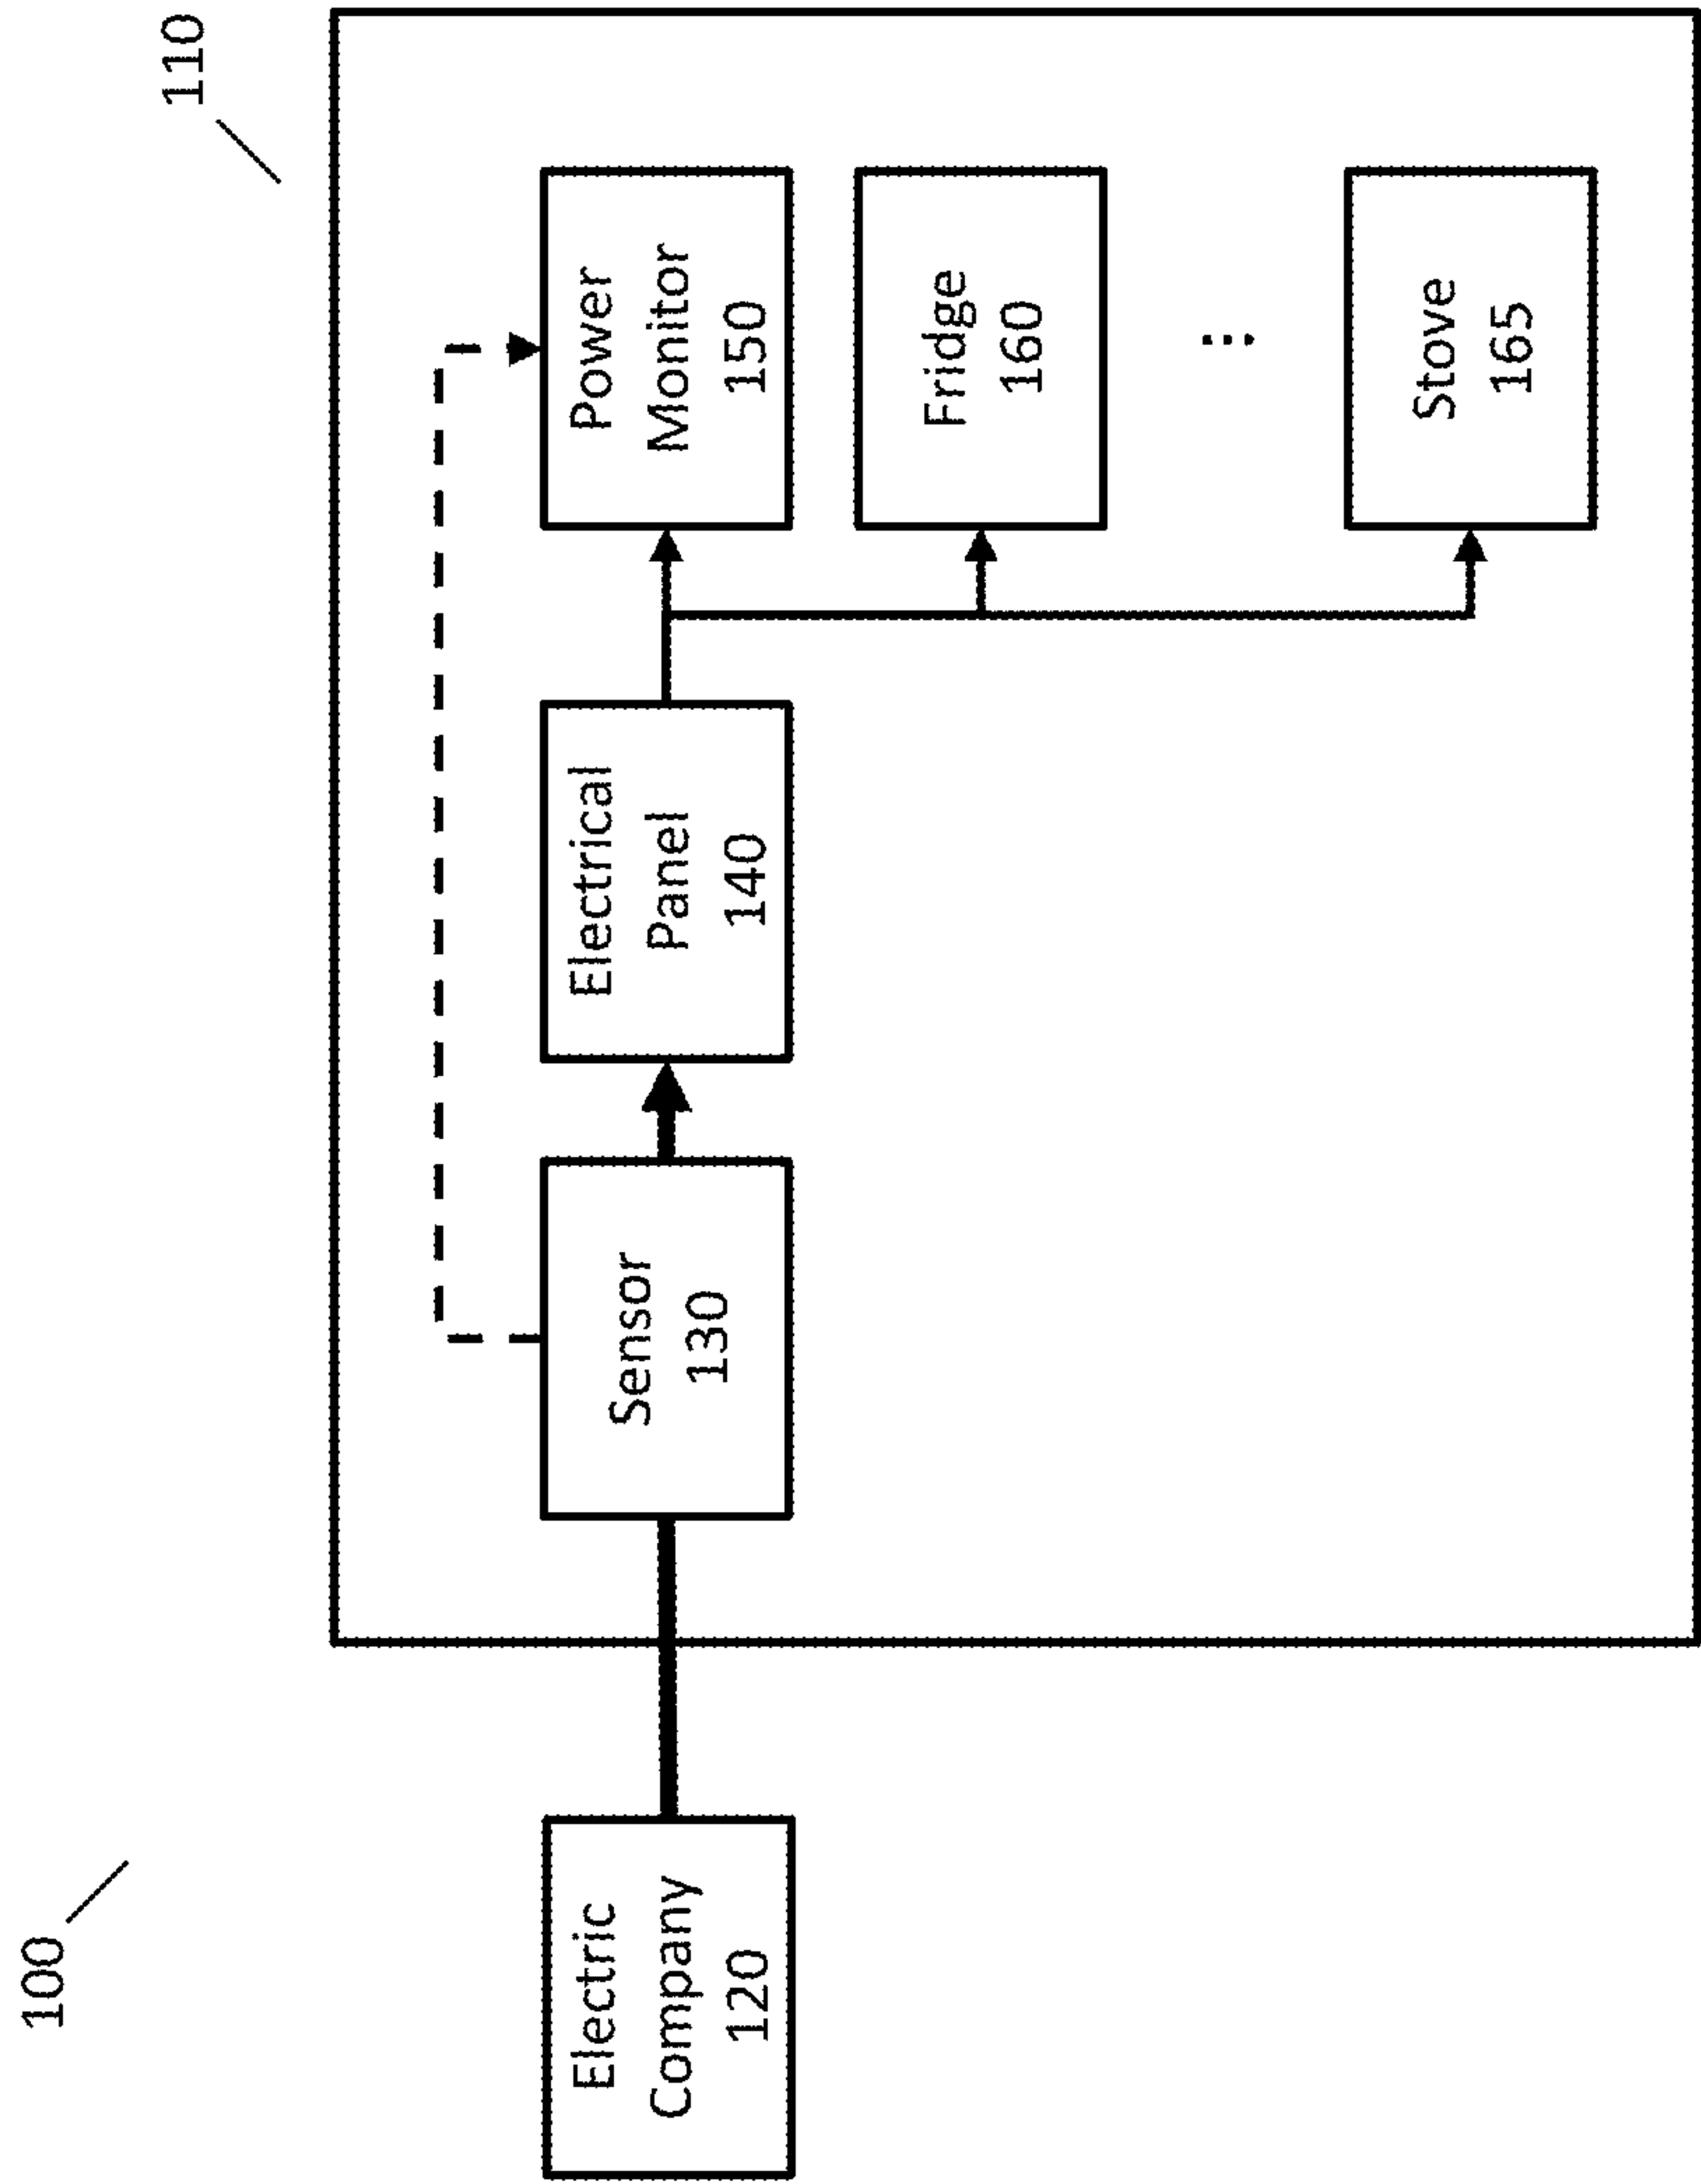 100
110
Electric
Company
120
Sensor
130
Electrical
Panel
140
Power
Monitor
150
Fridge
160
...
Stove
165